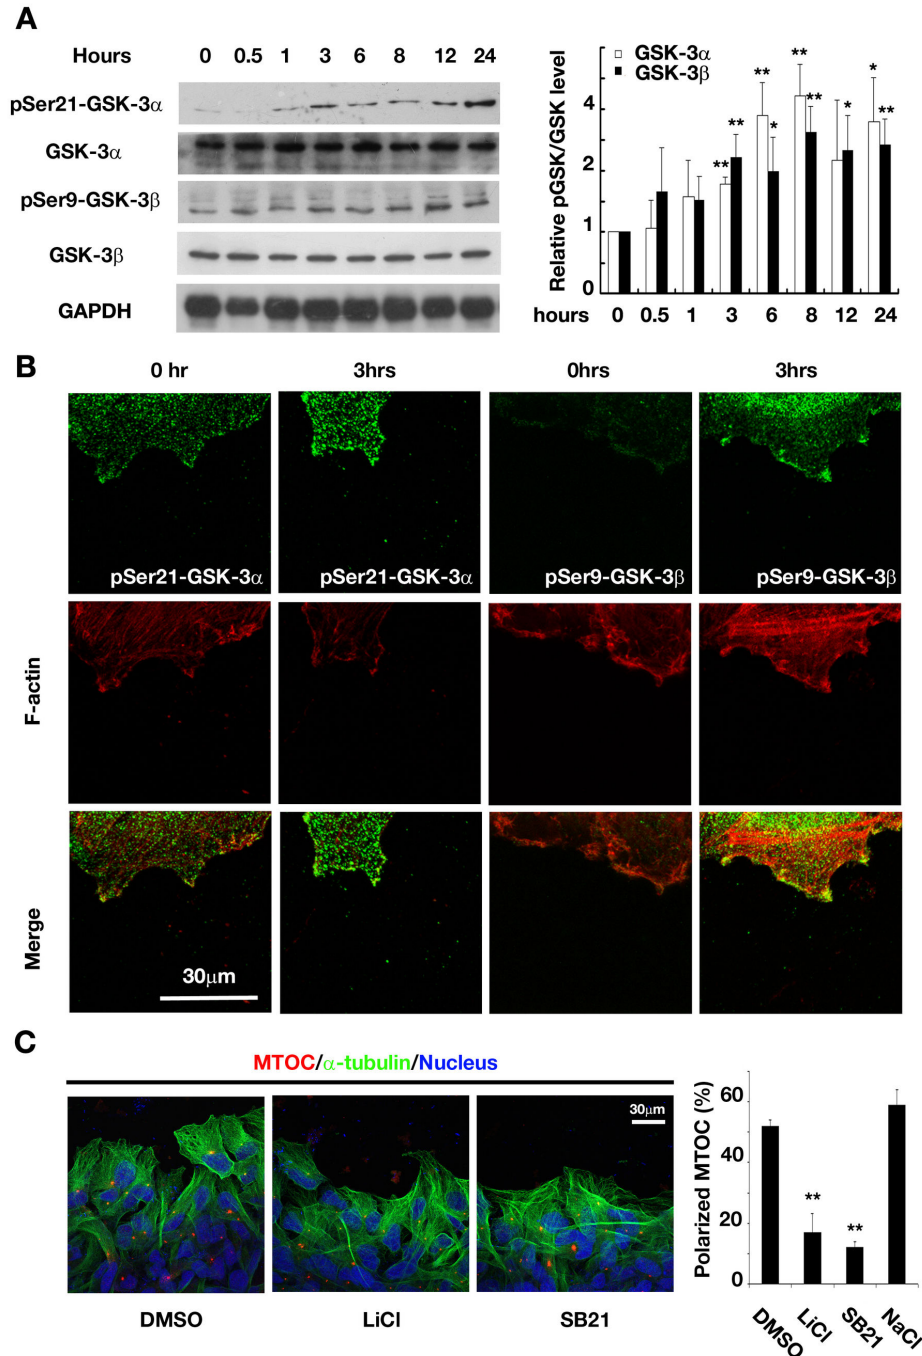 A
Hours 0 0.5 1 3 6 8 12 24
pSer21-GSK-3α
GSK-3α
pSer9-GSK-3β
GSK-3β
GAPDH
Relative pGSK/GSK level
GSK-3α
GSK-3β
4
2
1
0
** ** ** * ** ** * * **
hours 0 0.5 1 3 6 8 12 24
B
0 hr 3hrs 0hrs 3hrs
pSer21-GSK-3α pSer21-GSK-3α pSer9-GSK-3β pSer9-GSK-3β
F-actin
Merge
30μm
C
MTOC/α-tubulin/Nucleus
30μm
DMSO LiCl SB21
Polarized MTOC (%)
60
40
20
0
** **
DMSO LiCl SB21 NaCl